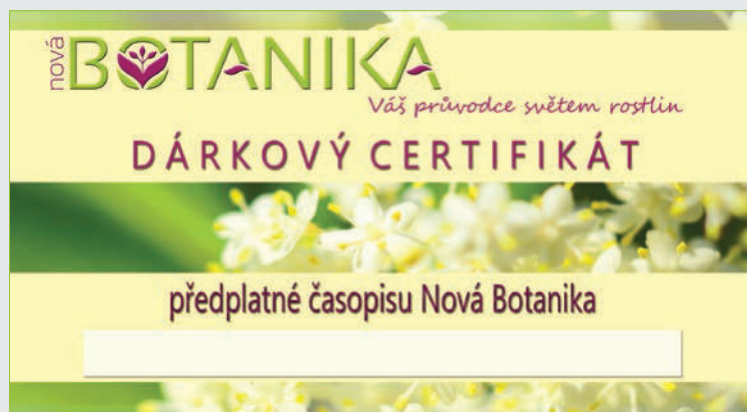 nová
BOTANIKA
Váš průvodce světem rostlin
DÁRKOVÝ CERTIFIKÁT
předplatné časopisu Nová Botanika